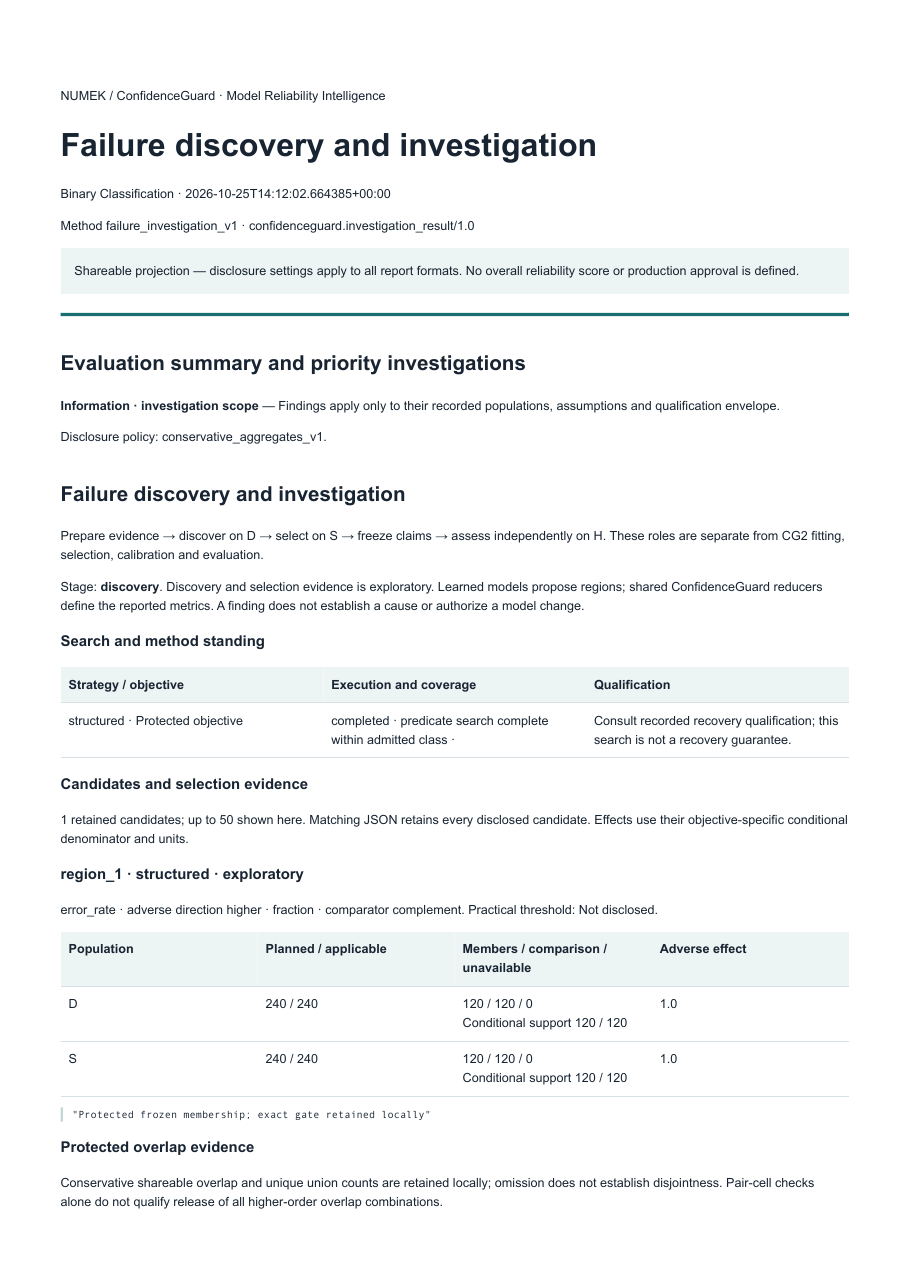 NUMEK / ConfidenceGuard · Model Reliability Intelligence
Failure discovery and investigation
Binary Classification · 2026-10-25T14:12:02.664385+00:00
Method failure_investigation_v1 · confidenceguard.investigation_result/1.0
Shareable projection — disclosure settings apply to all report formats. No overall reliability score or production approval is defined.
Evaluation summary and priority investigations
Information · investigation scope — Findings apply only to their recorded populations, assumptions and qualification envelope.
Disclosure policy: conservative_aggregates_v1.
Failure discovery and investigation
Prepare evidence → discover on D → select on S → freeze claims → assess independently on H. These roles are separate from CG2 fitting,
selection, calibration and evaluation.
Stage: discovery. Discovery and selection evidence is exploratory. Learned models propose regions; shared ConfidenceGuard reducers
define the reported metrics. A finding does not establish a cause or authorize a model change.
Search and method standing
Strategy / objective Execution and coverage Qualification
structured · Protected objective completed · predicate search complete Consult recorded recovery qualification; this
within admitted class · search is not a recovery guarantee.
Candidates and selection evidence
1 retained candidates; up to 50 shown here. Matching JSON retains every disclosed candidate. Effects use their objective-specific conditional
denominator and units.
region_1 · structured · exploratory
error_rate · adverse direction higher · fraction · comparator complement. Practical threshold: Not disclosed.
Population Planned / applicable Members / comparison / Adverse effect
unavailable
D 240 / 240 120 / 120 / 0 1.0
Conditional support 120 / 120
S 240 / 240 120 / 120 / 0 1.0
Conditional support 120 / 120
"Protected frozen membership; exact gate retained locally"
Protected overlap evidence
Conservative shareable overlap and unique union counts are retained locally; omission does not establish disjointness. Pair-cell checks
alone do not qualify release of all higher-order overlap combinations.